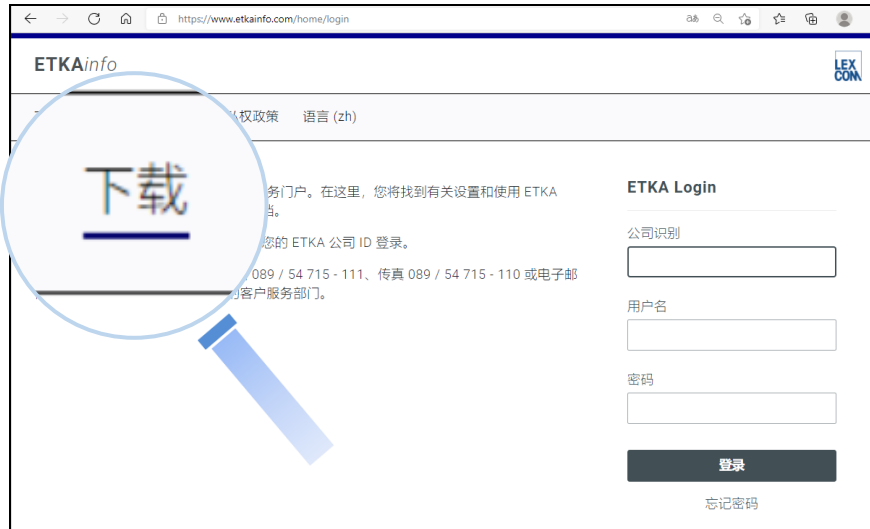 https://www.etkainfo.com/home/login
ETKAinfo
LEX
COM
权政策 语言 (zh)
下载
务门户。在这里，您将找到有关设置和使用 ETKA
您的 ETKA 公司 ID 登录。
089 / 54 715 - 111、传真 089 / 54 715 - 110 或电子邮
客户服务部门。
ETKA Login
公司识别
用户名
密码
登录
忘记密码